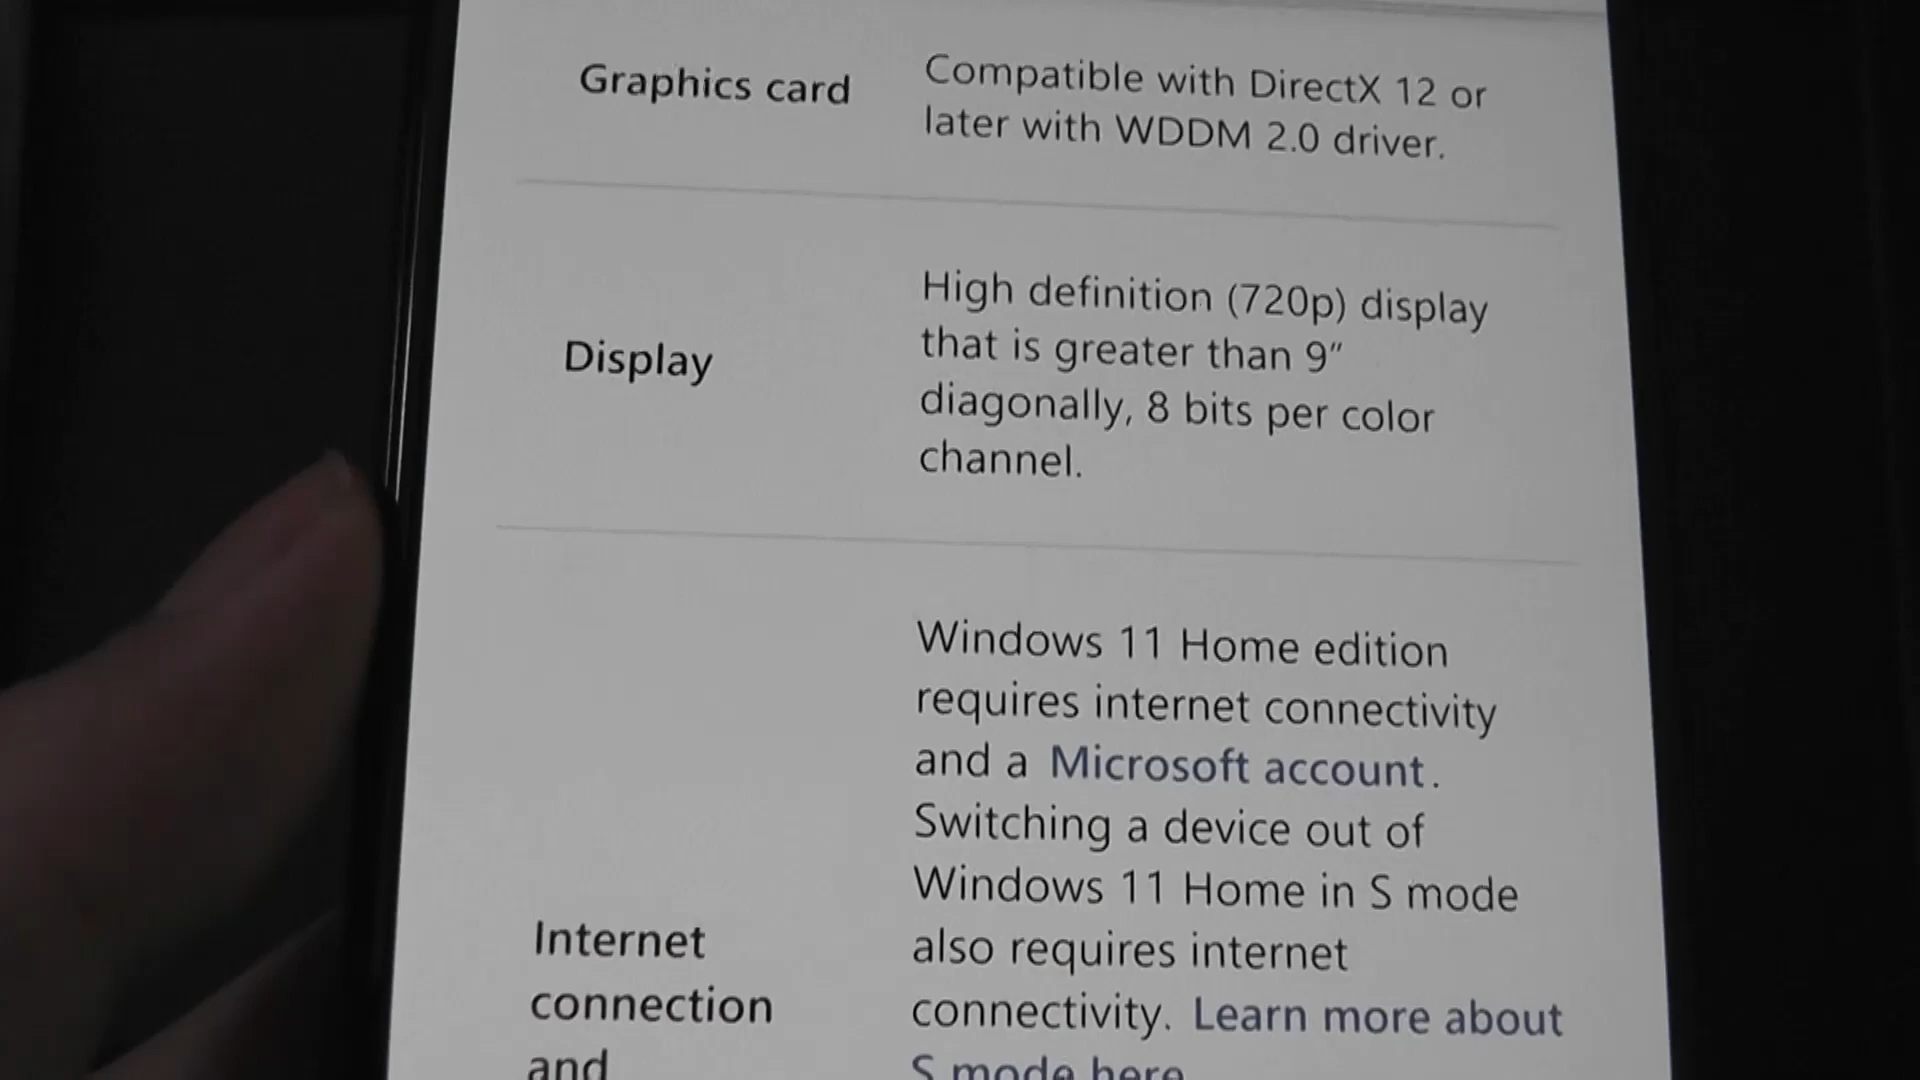 Graphics card
Compatible with DirectX 12 or
later with WDDM 2.0 driver.
Display
High definition (720p) display
that is greater than 9”
diagonally, 8 bits per color
channel.
Internet
connection
and
Windows 11 Home edition
requires internet connectivity
and a Microsoft account.
Switching a device out of
Windows 11 Home in S mode
also requires internet
connectivity. Learn more about
S mode here